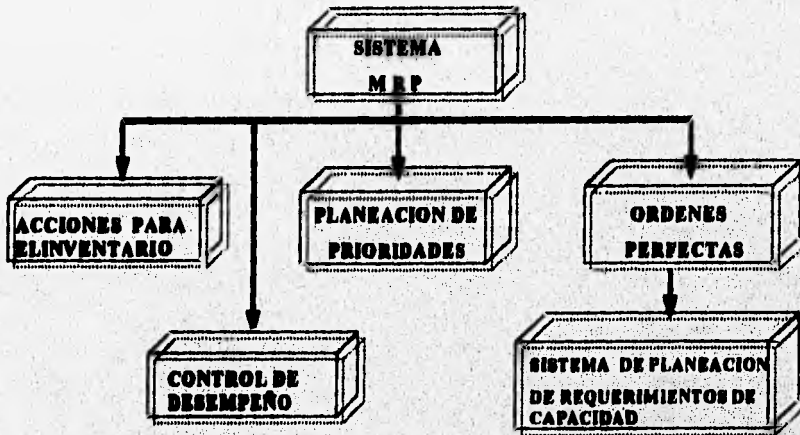 SISTEMA
MRP
ACCIONES PARA
ELINVENTARIO
PLANEACION DE
PRIORIDADES
ORDENES
PERFECTAS
CONTROL DE
DESEMPEÑO
SISTEMA DE PLANEACION
DE REQUERIMIENTOS DE
CAPACIDAD